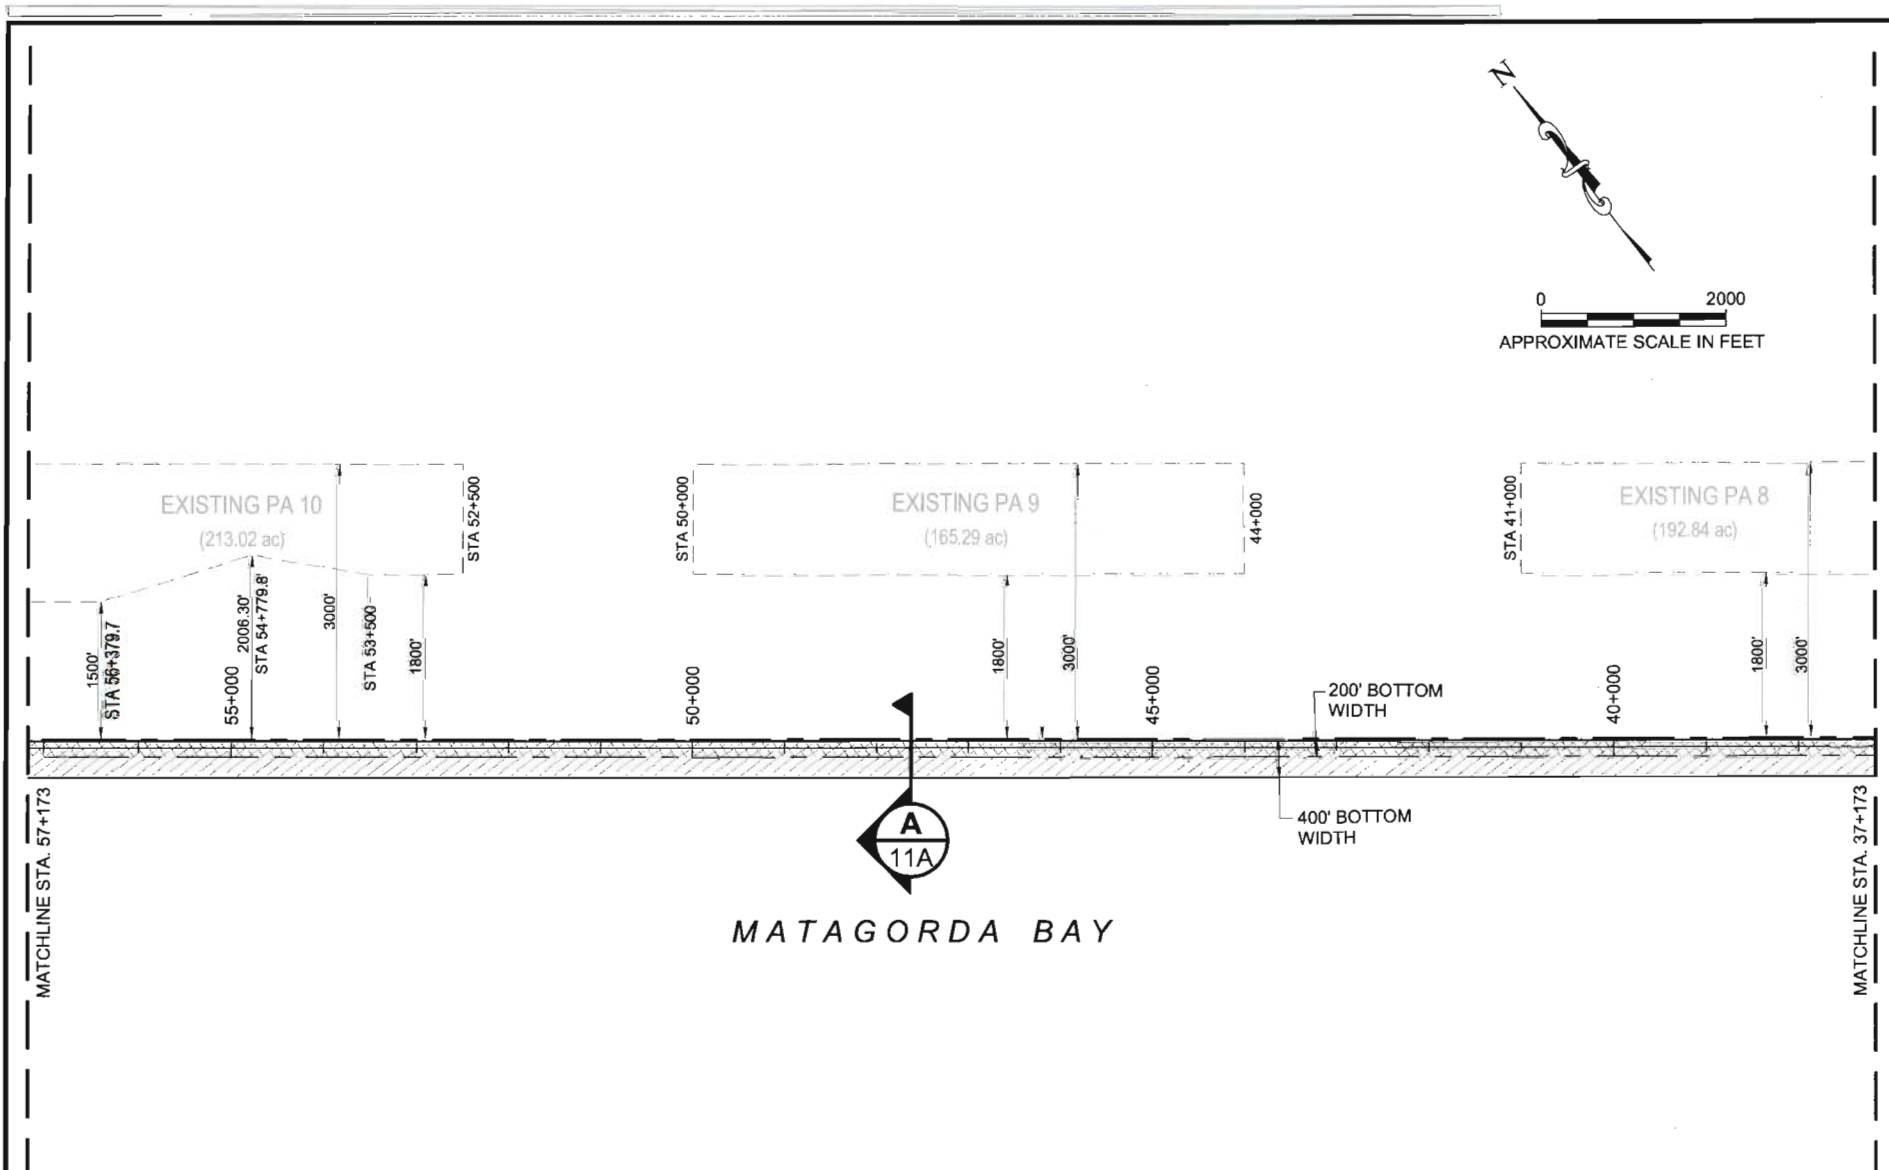 N
0 2000
APPROXIMATE SCALE IN FEET
EXISTING PA 10
(213.02 ac)
STA 52+500
STA 50+000
EXISTING PA 9
(165.29 ac)
44+000
STA 41+000
EXISTING PA 8
(192.84 ac)
1500'
STA 56+379.7
55+000
2006.30'
STA 54+779.8'
3000'
STA 53+500
1800'
50+000
1800'
3000'
45+000
200' BOTTOM
WIDTH
40+000
1800'
3000'
MATCHLINE STA. 57+173
A
11A
400' BOTTOM
WIDTH
MATCHLINE STA. 37+173
MATAGORDA BAY